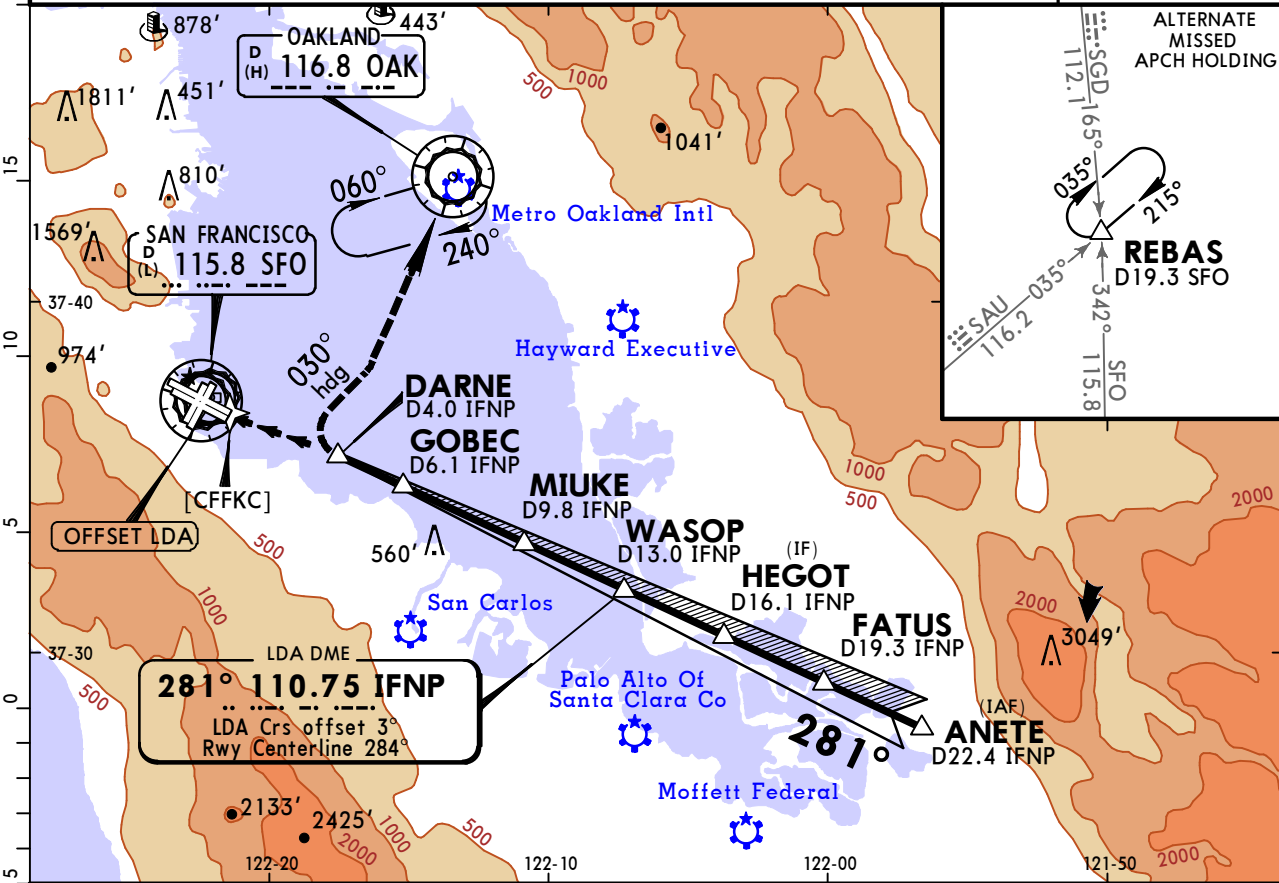 878'
443'
OAKLAND
D
(H) 116.8 OAK
500
1000
ALTERNATE
MISSED
APCH HOLDING
SGD
112.1
165°
1811'
451'
1041'
15
810'
060°
035°
215°
Metro Oakland Intl
1569'
SAN FRANCISCO
D
(L) 115.8 SFO
240°
REBAS
D19.3 SFO
37-40
SAU
116.2
035°
342°
SFO
115.8
Hayward Executive
10
974'
030°
hdg
DARNE
D4.0 IFNP
GOBEC
D6.1 IFNP
[CFFKC]
MIUKE
D9.8 IFNP
1000
500
2000
5
OFFSET LDA
500
560'
WASOP
D13.0 IFNP
(IF)
HEGOT
D16.1 IFNP
1000
San Carlos
FATUS
D19.3 IFNP
2000
3049'
37-30
500
LDA DME
281° 110.75 IFNP
LDA Crs offset 3°
Rwy Centerline 284°
Palo Alto Of
Santa Clara Co
0
281°
(IAF)
ANETE
D22.4 IFNP
Moffett Federal
2133'
2425'
1000
2000
500
5
122-20
122-10
122-00
121-50
2000